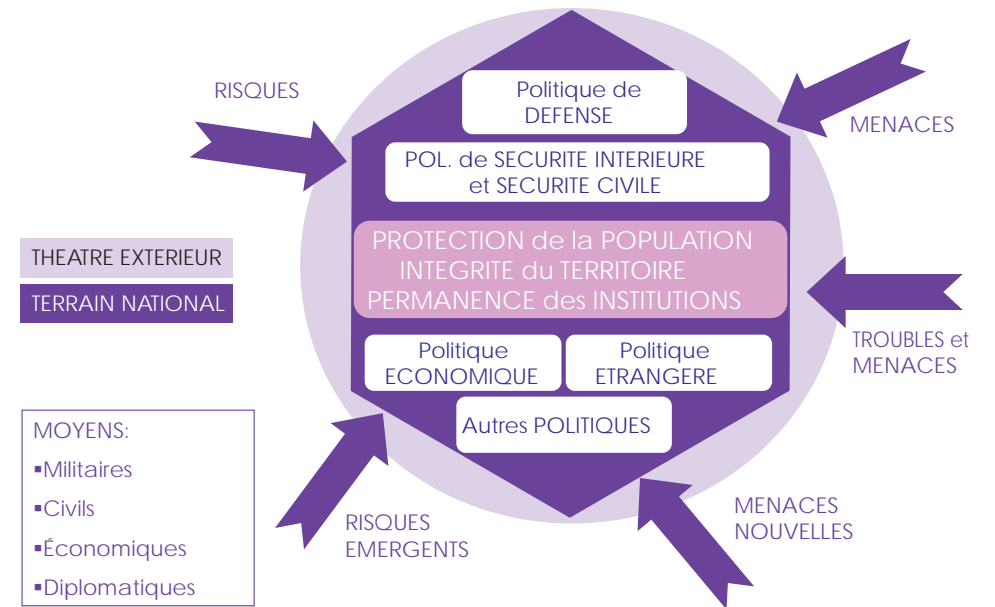 RISQUES
MENACES
Politique de
DEFENSE
POL. de SECURITE INTERIEURE
et SECURITE CIVILE
PROTECTION de la POPULATION
INTEGRITE du TERRITOIRE
PERMANENCE des INSTITUTIONS
THEATRE EXTERIEUR
TERRAIN NATIONAL
TROUBLES et
MENACES
Politique
ECONOMIQUE
Politique
ETRANGERE
Autres POLITIQUES
MOYENS:
▪Militaires
▪Civils
▪Économiques
▪Diplomatiques
RISQUES
EMERGENTS
MENACES
NOUVELLES